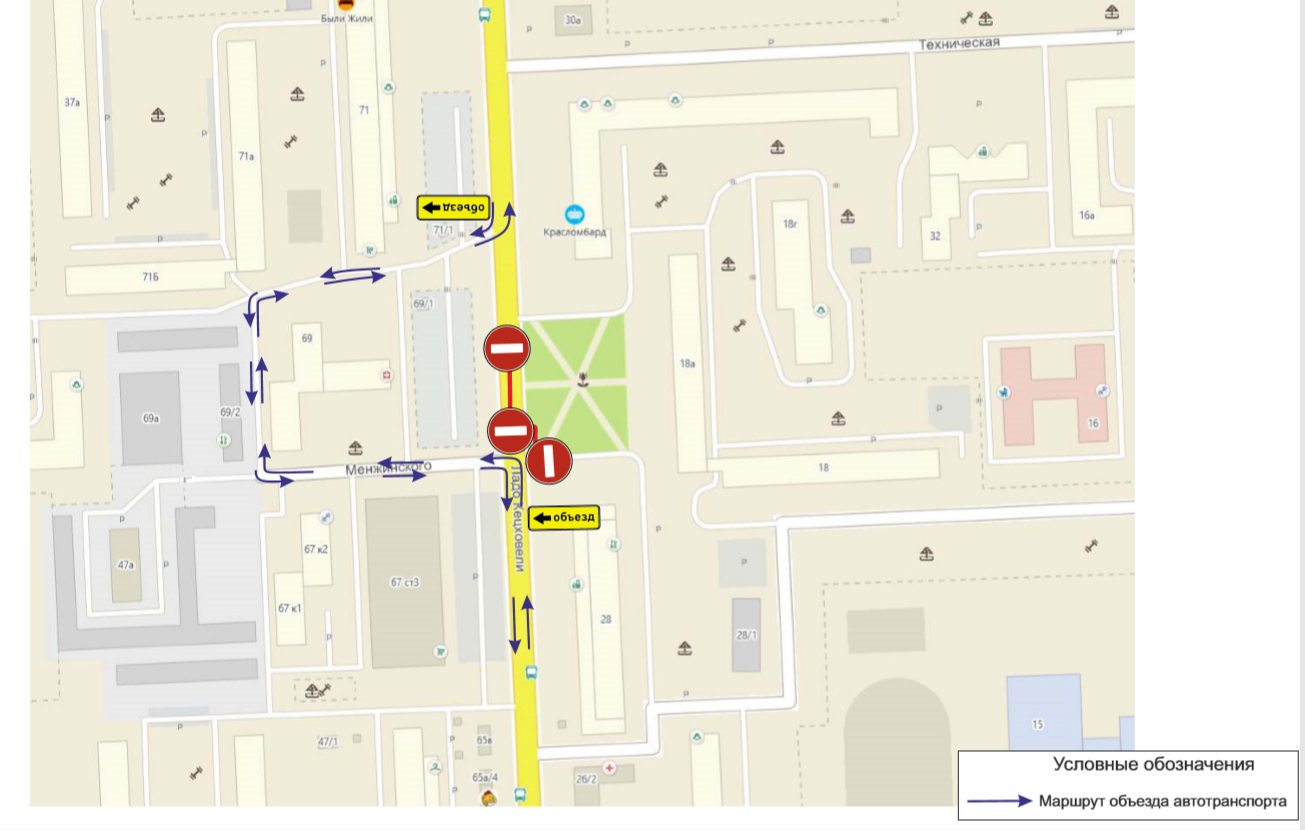 Были Жили
30а
Техническая
37а
71
71а
16а
18г
объезд
71/1
Красломбард
32
71Б
69/1
69
18а
69а
69/2
16
Менжинского
18
Ладо Кецховели
объезд
47а
67 к2
67 ст3
67 к1
28
28/1
15
47/1
65в
65а/4
26/2
Условные обозначения
Маршрут объезда автотранспорта